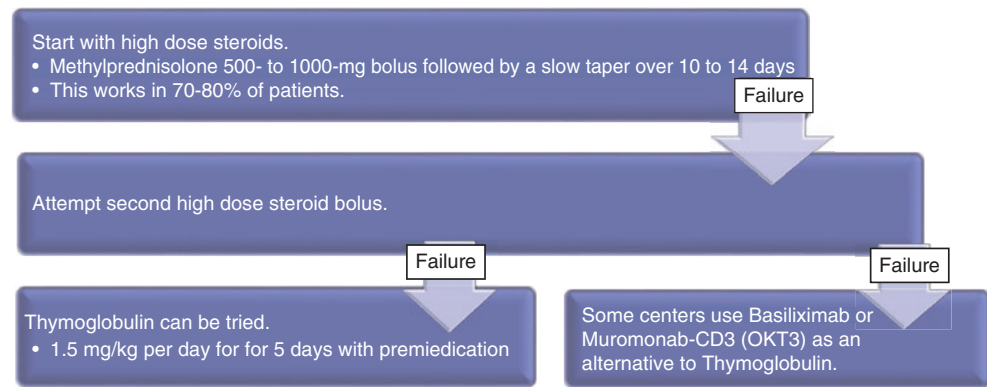 Start with high dose steroids.
• Methylprednisolone 500- to 1000-mg bolus followed by a slow taper over 10 to 14 days
• This works in 70-80% of patients.
Failure
Attempt second high dose steroid bolus.
Failure
Failure
Thymoglobulin can be tried.
• 1.5 mg/kg per day for for 5 days with premiedication
Some centers use Basiliximab or
Muromonab-CD3 (OKT3) as an
alternative to Thymoglobulin.